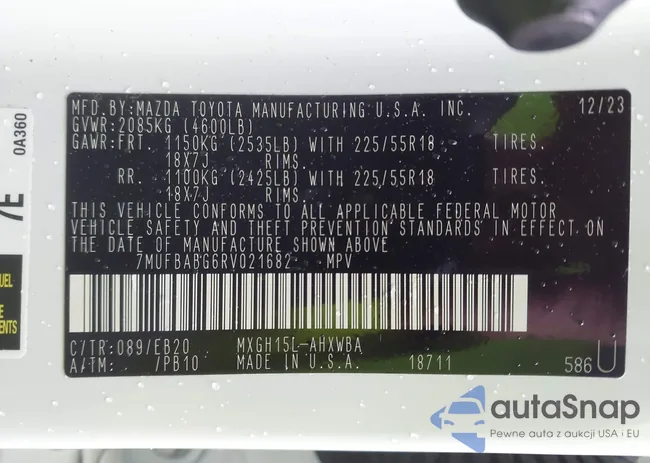 MFD.BY:MAZDA TOYOTA MANUFACTURING U.S.A. INC. 12/23
GVWR:2085KG (4600LB)
GAWR:FRT. 1150KG (2535LB) WITH 225/55R18 TIRES.
18X7J RIMS.
RR. 1100KG (2425LB) WITH 225/55R18 TIRES.
18X7J RIMS.
THIS VEHICLE CONFORMS TO ALL APPLICABLE FEDERAL MOTOR
VEHICLE SAFETY AND THEFT PREVENTION STANDARDS IN EFFECT ON
THE DATE OF MANUFACTURE SHOWN ABOVE
7MUFBABG6RV021682 MPV
C/TR:089/EB20 MXGH15L-AHXWBA
A/TM: /PB10 MADE IN U.S.A. 18711 586U
0A360
7E
autaSnap
Pewne auta z aukcji USA i EU